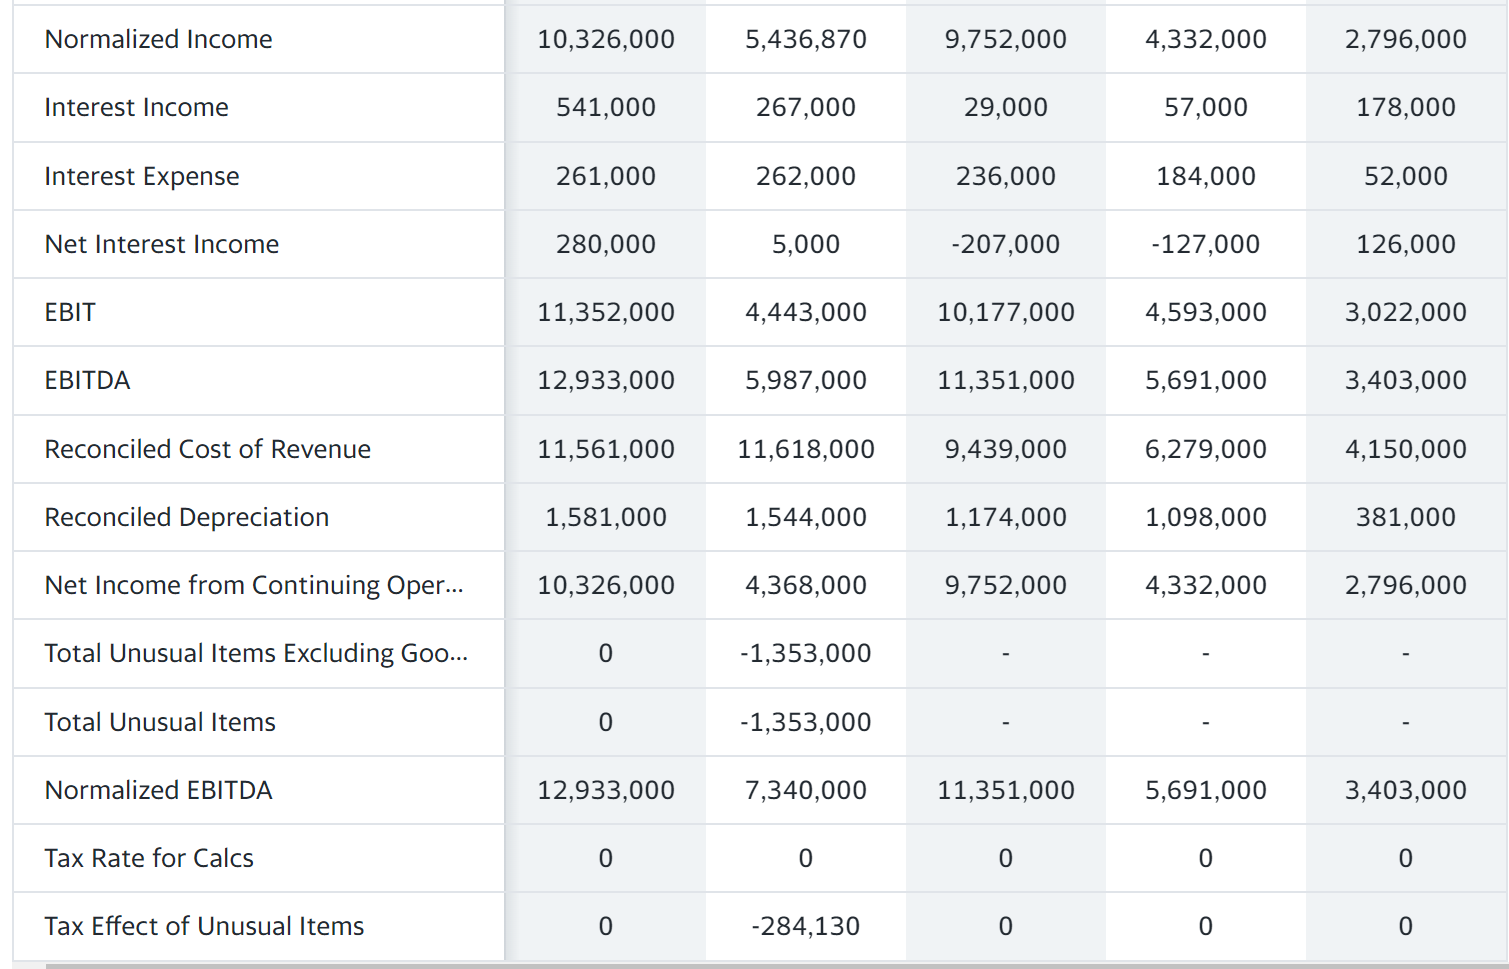 Normalized Income 10,326,000 5,436,870 9,752,000 4,332,000 2,796,000
Interest Income 541,000 267,000 29,000 57,000 178,000
Interest Expense 261,000 262,000 236,000 184,000 52,000
Net Interest Income 280,000 5,000 -207,000 -127,000 126,000
EBIT 11,352,000 4,443,000 10,177,000 4,593,000 3,022,000
EBITDA 12,933,000 5,987,000 11,351,000 5,691,000 3,403,000
Reconciled Cost of Revenue 11,561,000 11,618,000 9,439,000 6,279,000 4,150,000
Reconciled Depreciation 1,581,000 1,544,000 1,174,000 1,098,000 381,000
Net Income from Continuing Oper... 10,326,000 4,368,000 9,752,000 4,332,000 2,796,000
Total Unusual Items Excluding Goo... 0 -1,353,000 - - -
Total Unusual Items 0 -1,353,000 - - -
Normalized EBITDA 12,933,000 7,340,000 11,351,000 5,691,000 3,403,000
Tax Rate for Calcs 0 0 0 0 0
Tax Effect of Unusual Items 0 -284,130 0 0 0